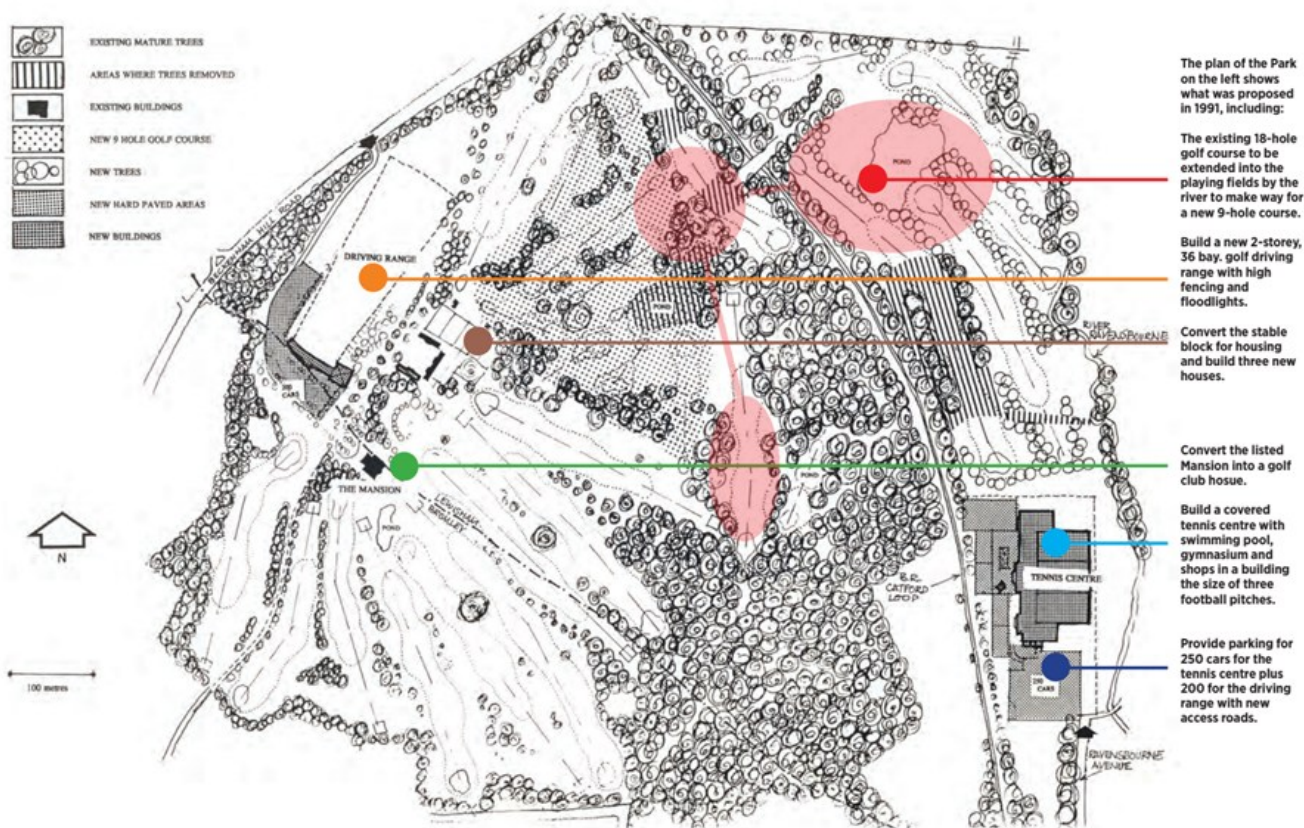 EXISTING MATURE TREES
AREAS WHERE TREES REMOVED
EXISTING BUILDINGS
NEW 9 HOLE GOLF COURSE
NEW TREES
NEW HARD PAVED AREAS
NEW BUILDINGS
The plan of the Park
on the left shows
what was proposed
in 1991, including:
The existing 18-hole
golf course to be
extended into the
playing fields by the
river to make way for
a new 9-hole course.
Build a new 2-storey,
36 bay. golf driving
range with high
fencing and
floodlights.
Convert the stable
block for housing
and build three new
houses.
Convert the listed
Mansion into a golf
club hosue.
Build a covered
tennis centre with
swimming pool,
gymnasium and
shops in a building
the size of three
football pitches.
Provide parking for
250 cars for the
tennis centre plus
200 for the driving
range with new
access roads.
POND
DRIVING RANGE
POND
RIVER
CARS
THE MANSION
LEWISHAM
BROMLEY
POND
POND
N
B.R.
CATFORD
LOOP
TENNIS CENTRE
100 metres
CARS
RAVENSBOURNE
AVENUE